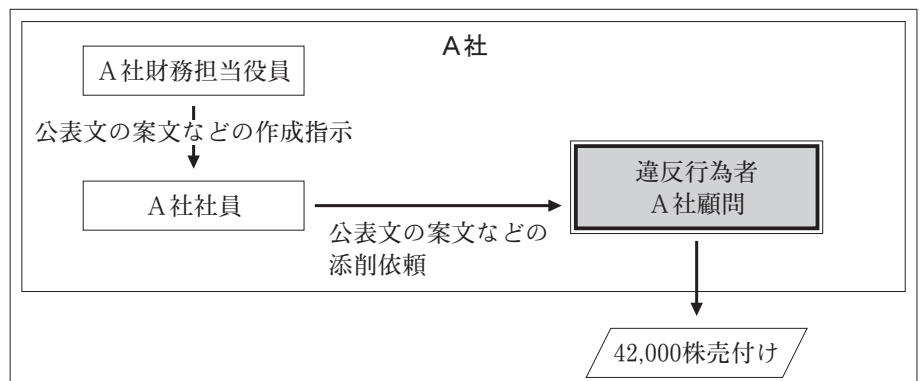 A社
A社財務担当役員
公表文の案文などの作成指示
A社社員
公表文の案文などの
添削依頼
違反行為者
A社顧問
42,000株売付け